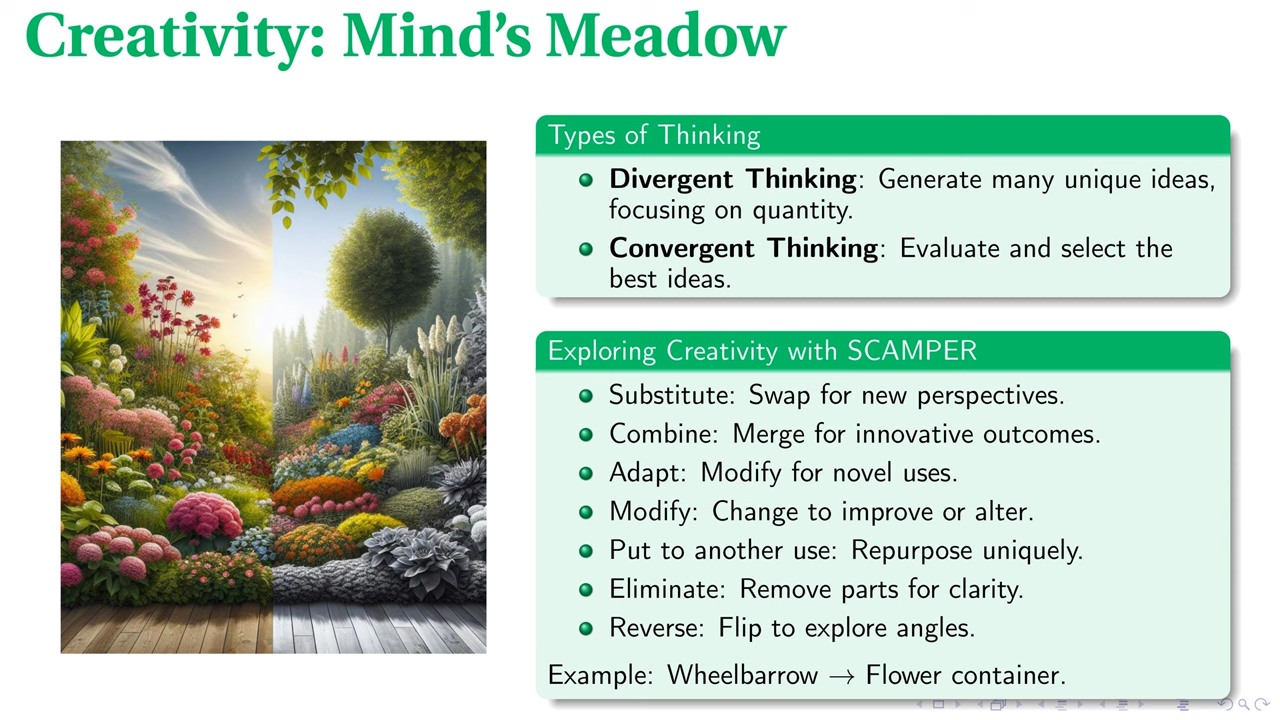 Creativity: Mind's Meadow
Types of Thinking
Divergent Thinking: Generate many unique ideas,
focusing on quantity.
Convergent Thinking: Evaluate and select the
best ideas.
Exploring Creativity with SCAMPER
Substitute: Swap for new perspectives.
Combine: Merge for innovative outcomes.
Adapt: Modify for novel uses.
Modify: Change to improve or alter.
Put to another use: Repurpose uniquely.
Eliminate: Remove parts for clarity.
Reverse: Flip to explore angles.
Example: Wheelbarrow → Flower container.